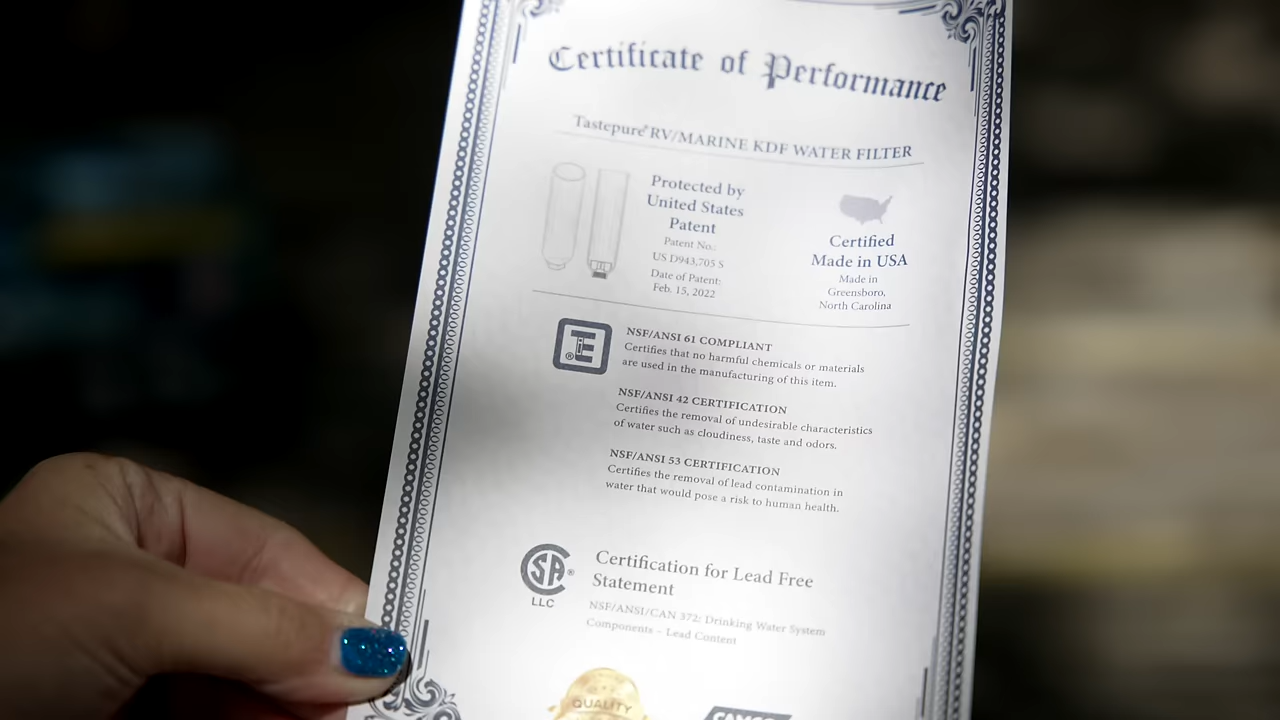 Certificate of Performance
Tastepure® RV/MARINE KDF WATER FILTER
Protected by
United States
Patent
Patent No.:
US D943,705 S
Date of Patent:
Feb. 15, 2022
Certified
Made in USA
Made in
Greensboro,
North Carolina
NSF/ANSI 61 COMPLIANT
Certifies that no harmful chemicals or materials
are used in the manufacturing of this item.
NSF/ANSI 42 CERTIFICATION
Certifies the removal of undesirable characteristics
of water such as cloudiness, taste and odors.
NSF/ANSI 53 CERTIFICATION
Certifies the removal of lead contamination in
water that would pose a risk to human health.
SA®
LLC
Certification for Lead Free
Statement
NSF/ANSI/CAN 372: Drinking Water System
Components – Lead Content
QUALITY
CAMCO